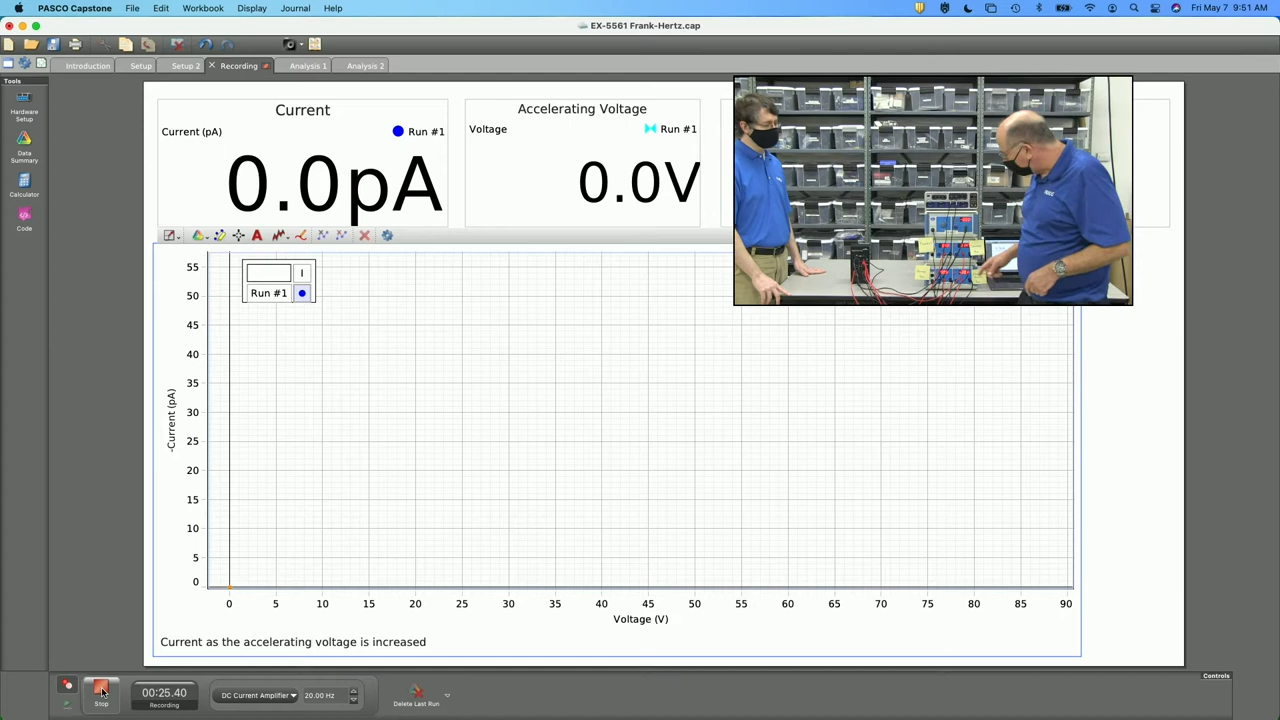 PASCO Capstone File Edit Workbook Display Journal Help
Fri May 7 9:51 AM
EX-5561 Frank-Hertz.cap
Introduction Setup Setup 2 Recording Analysis 1 Analysis 2
Tools
Hardware
Setup
Data
Summary
Calculator
Code
Current
Current (pA) Run #1
0.0pA
Accelerating Voltage
Voltage Run #1
0.0V
I
Run #1
55
50
45
40
35
30
25
20
15
10
5
0
-Current (pA)
0 5 10 15 20 25 30 35 40 45 50 55 60 65 70 75 80 85 90
Voltage (V)
Current as the accelerating voltage is increased
Controls
Stop
00:25.40
Recording
DC Current Amplifier
20.00 Hz
Delete Last Run